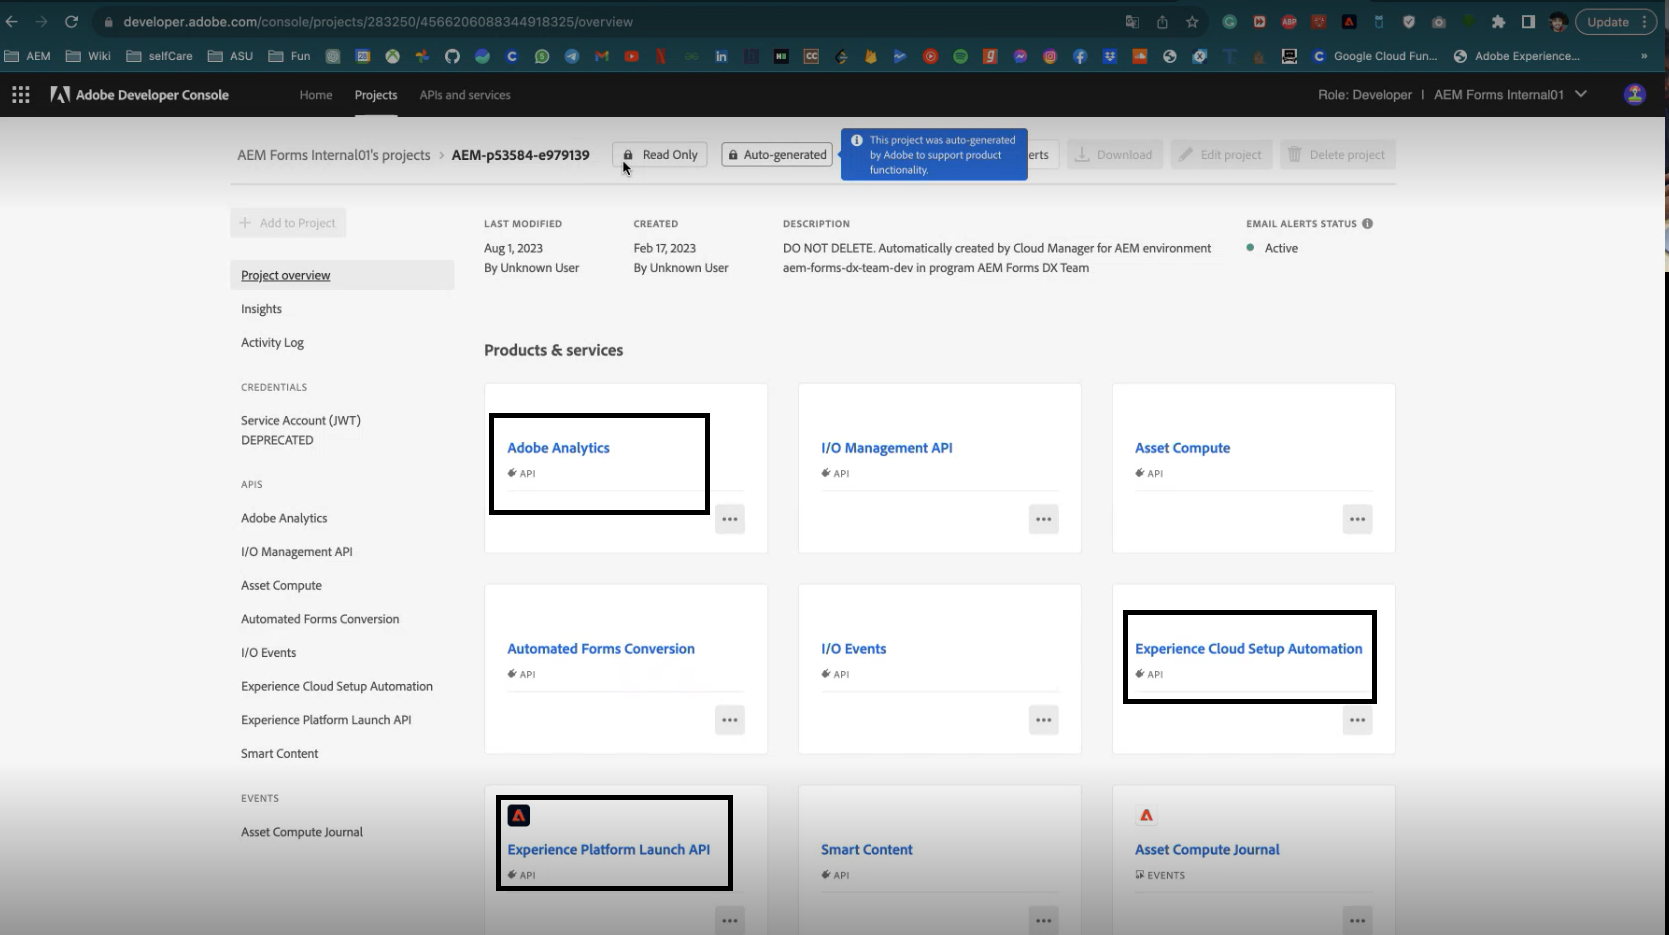 developer.adobe.com/console/projects/283250/4566206088344918325/overview
Update
AEM
Wiki
selfCare
ASU
Fun
Google Cloud Fun...
Adobe Experience...
»
Adobe Developer Console
Home
Projects
APIs and services
Role: Developer | AEM Forms Internal01
AEM Forms Internal01's projects › AEM-p53584-e979139
Read Only
Auto-generated
This project was auto-generated
by Adobe to support product
functionality.
erts
Download
Edit project
Delete project
+ Add to Project
Project overview
Insights
Activity Log
CREDENTIALS
Service Account (JWT)
DEPRECATED
APIS
Adobe Analytics
I/O Management API
Asset Compute
Automated Forms Conversion
I/O Events
Experience Cloud Setup Automation
Experience Platform Launch API
Smart Content
EVENTS
Asset Compute Journal
LAST MODIFIED
Aug 1, 2023
By Unknown User
CREATED
Feb 17, 2023
By Unknown User
DESCRIPTION
DO NOT DELETE. Automatically created by Cloud Manager for AEM environment
aem-forms-dx-team-dev in program AEM Forms DX Team
EMAIL ALERTS STATUS
Active
Products & services
Adobe Analytics
API
I/O Management API
API
Asset Compute
API
Automated Forms Conversion
API
I/O Events
API
Experience Cloud Setup Automation
API
Experience Platform Launch API
API
Smart Content
API
Asset Compute Journal
EVENTS